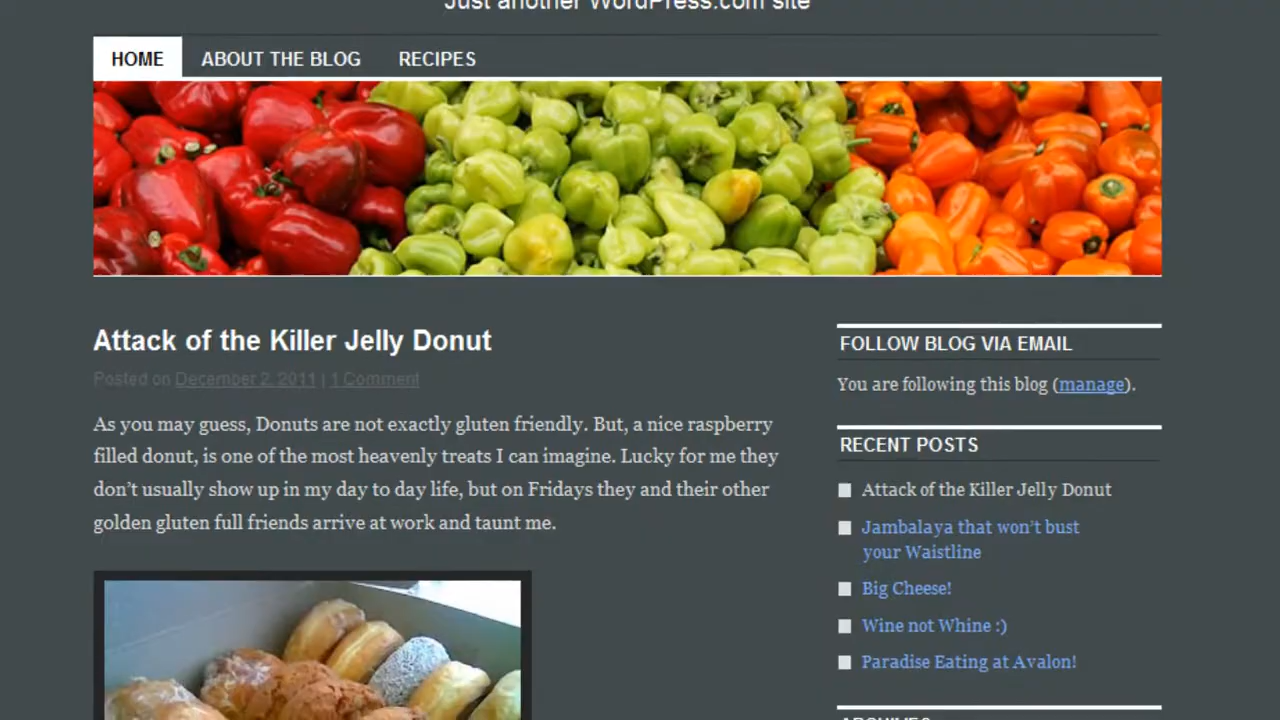 Just another WordPress.com site
HOME
ABOUT THE BLOG
RECIPES
Attack of the Killer Jelly Donut
Posted on December 2, 2011 | 1 Comment
As you may guess, Donuts are not exactly gluten friendly. But, a nice raspberry
filled donut, is one of the most heavenly treats I can imagine. Lucky for me they
don’t usually show up in my day to day life, but on Fridays they and their other
golden gluten full friends arrive at work and taunt me.
FOLLOW BLOG VIA EMAIL
You are following this blog (manage).
RECENT POSTS
Attack of the Killer Jelly Donut
Jambalaya that won’t bust
your Waistline
Big Cheese!
Wine not Whine :)
Paradise Eating at Avalon!
ARCHIVES